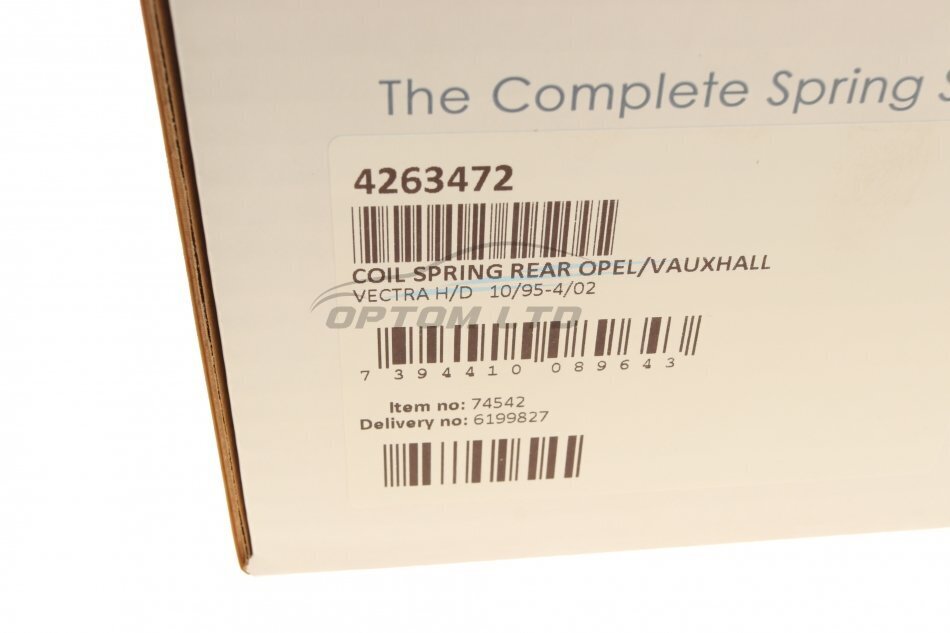 The Complete Spring S
4263472
COIL SPRING REAR OPEL/VAUXHALL
VECTRA H/D 10/95-4/02
OPTOM LTD
7 394410 089643
Item no: 74542
Delivery no: 6199827